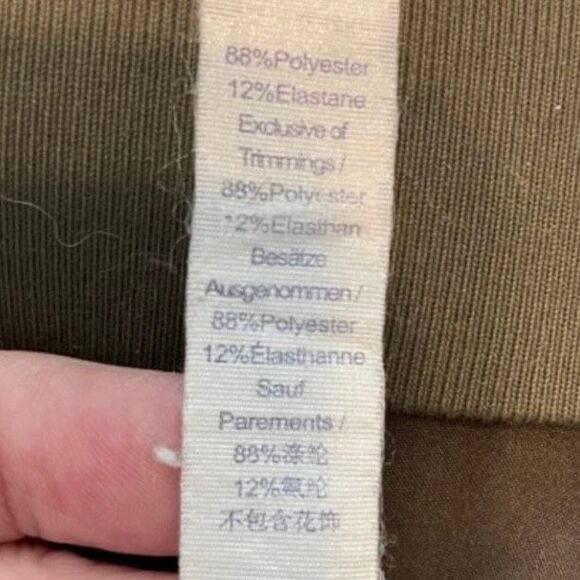 88%Polyester
12%Elastane
Exclusive of
Trimmings /
88%Polyester
12%Elasthan
Besätze
Ausgenommen /
88%Polyester
12%Élasthanne
Sauf
Parements /
88%涤纶
12%氨纶
不包含花饰